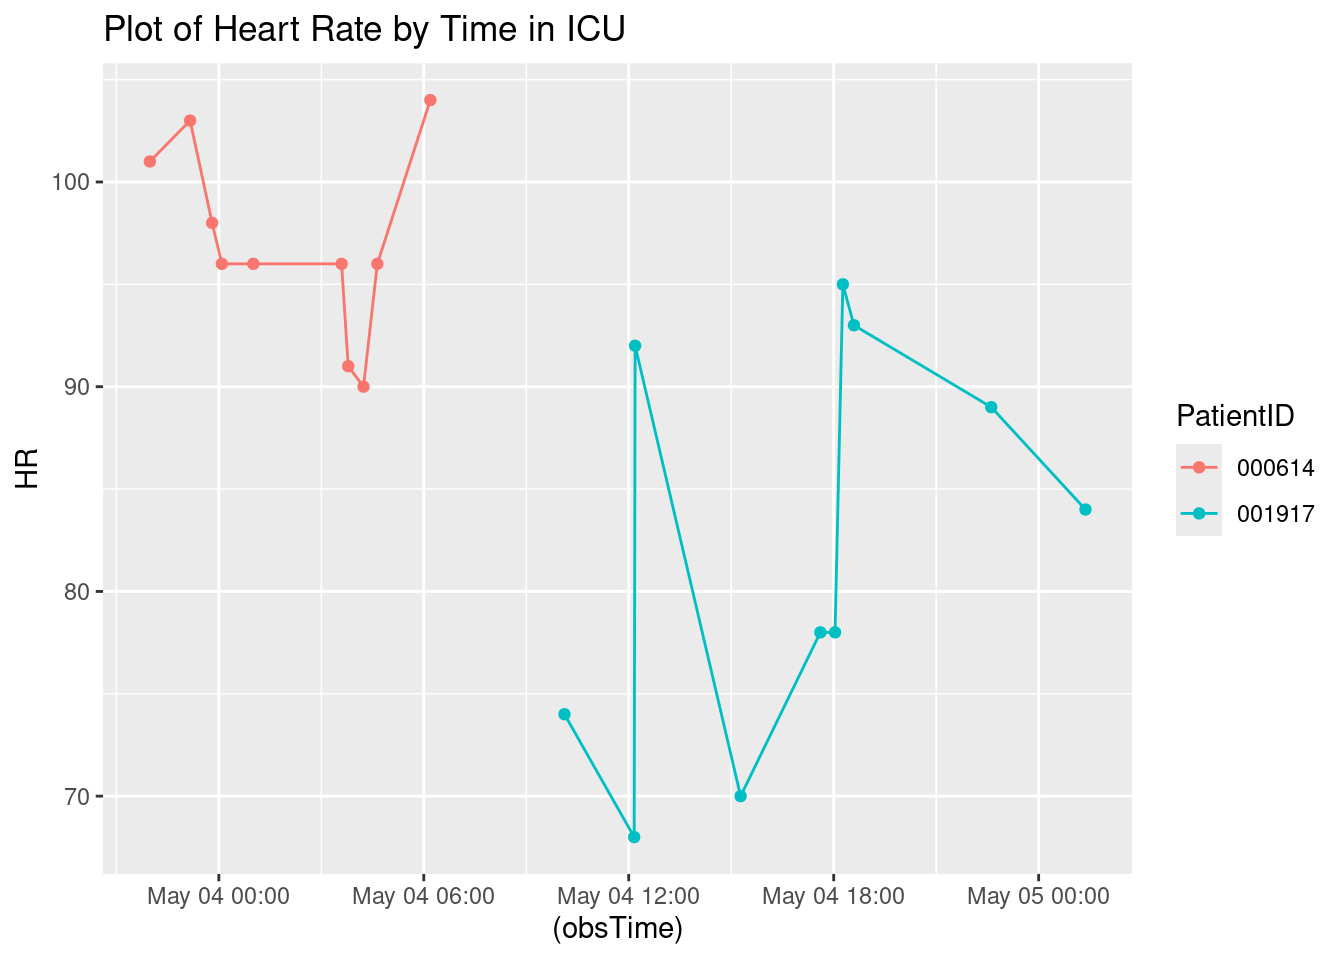 Plot of Heart Rate by Time in ICU
HR
100
90
80
70
May 04 00:00 May 04 06:00 May 04 12:00 May 04 18:00 May 05 00:00
(obsTime)
PatientID
000614
001917